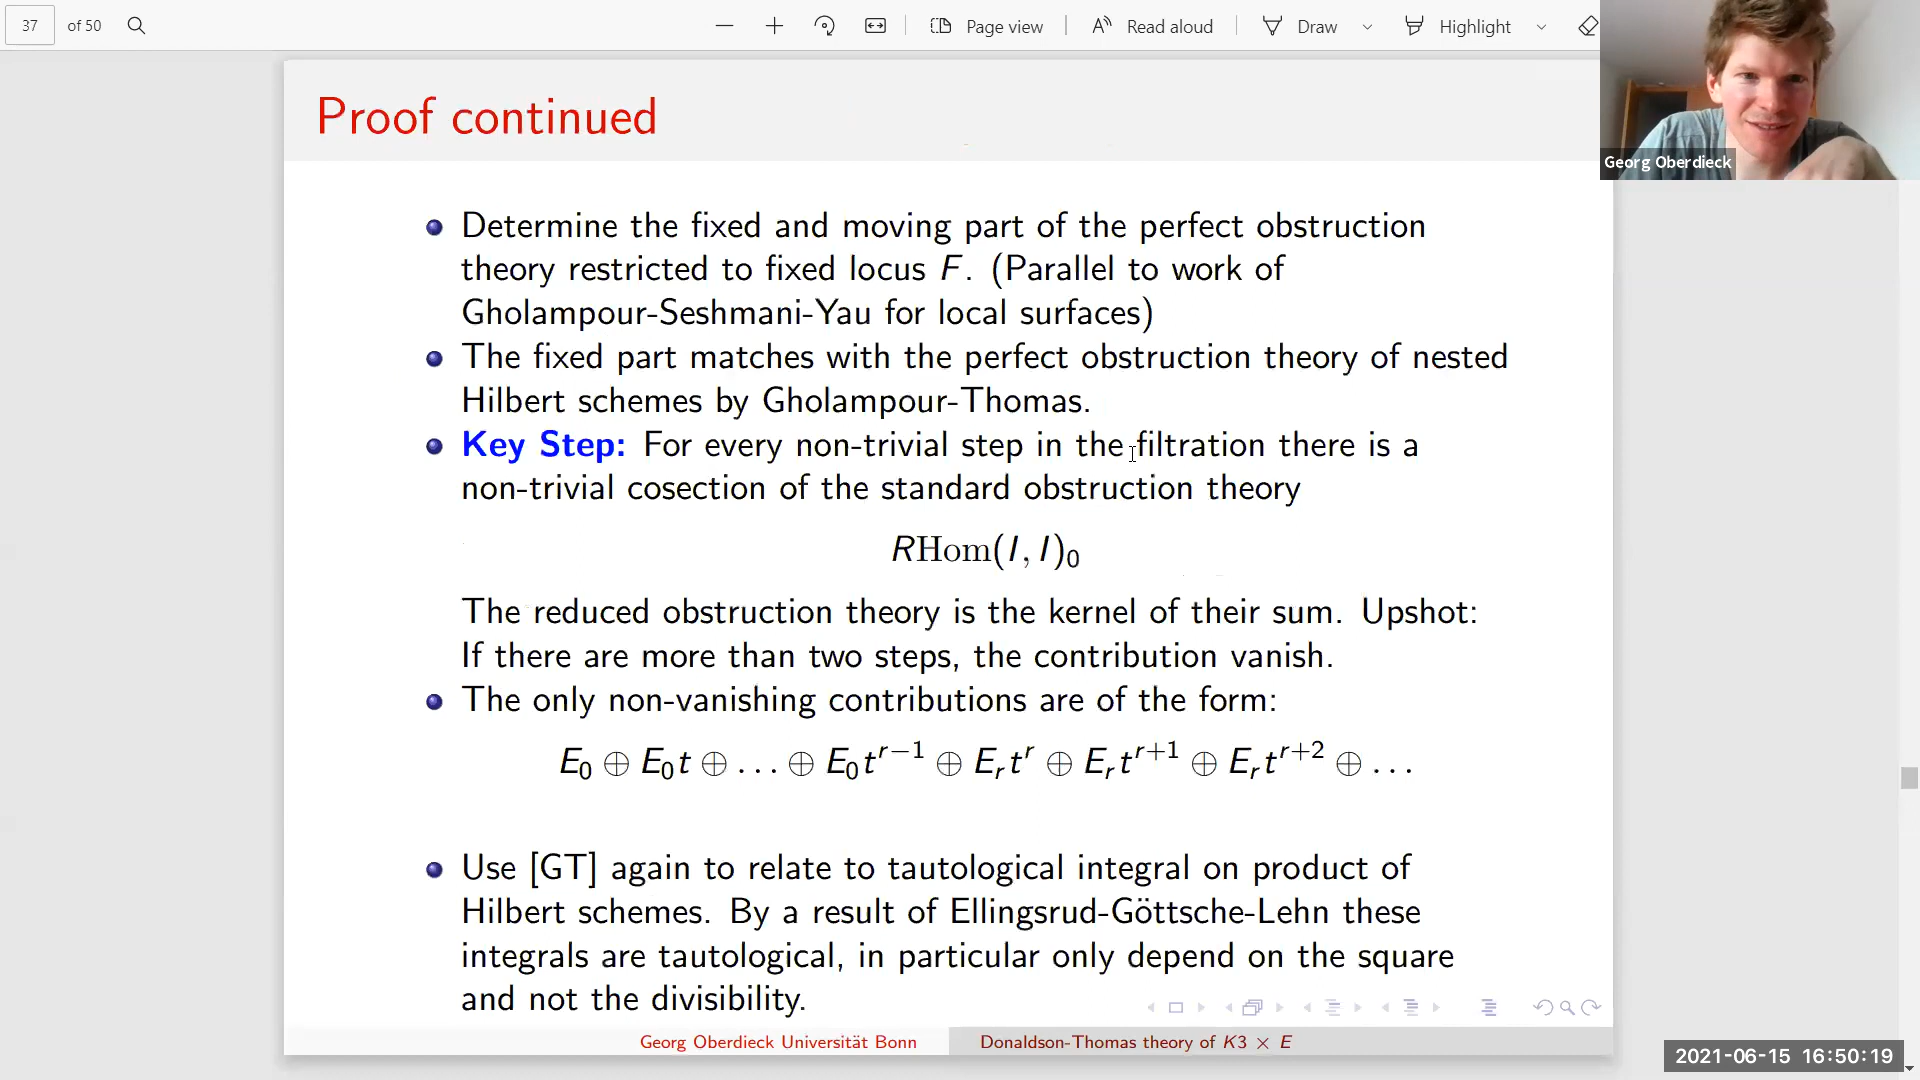 37 of 50 Page view Read aloud Draw Highlight
Georg Oberdieck
Proof continued
Determine the fixed and moving part of the perfect obstruction
theory restricted to fixed locus F. (Parallel to work of
Gholampour-Seshmani-Yau for local surfaces)
The fixed part matches with the perfect obstruction theory of nested
Hilbert schemes by Gholampour-Thomas.
Key Step: For every non-trivial step in the filtration there is a
non-trivial cosection of the standard obstruction theory
RHom(I, I)₀
The reduced obstruction theory is the kernel of their sum. Upshot:
If there are more than two steps, the contribution vanish.
The only non-vanishing contributions are of the form:
E₀ ⊕ E₀t ⊕ … ⊕ E₀tʳ⁻¹ ⊕ Eᵣtʳ ⊕ Eᵣtʳ⁺¹ ⊕ Eᵣtʳ⁺² ⊕ …
Use [GT] again to relate to tautological integral on product of
Hilbert schemes. By a result of Ellingsrud-Göttsche-Lehn these
integrals are tautological, in particular only depend on the square
and not the divisibility.
Georg Oberdieck Universität Bonn Donaldson-Thomas theory of K3 × E
2021-06-15 16:50:19